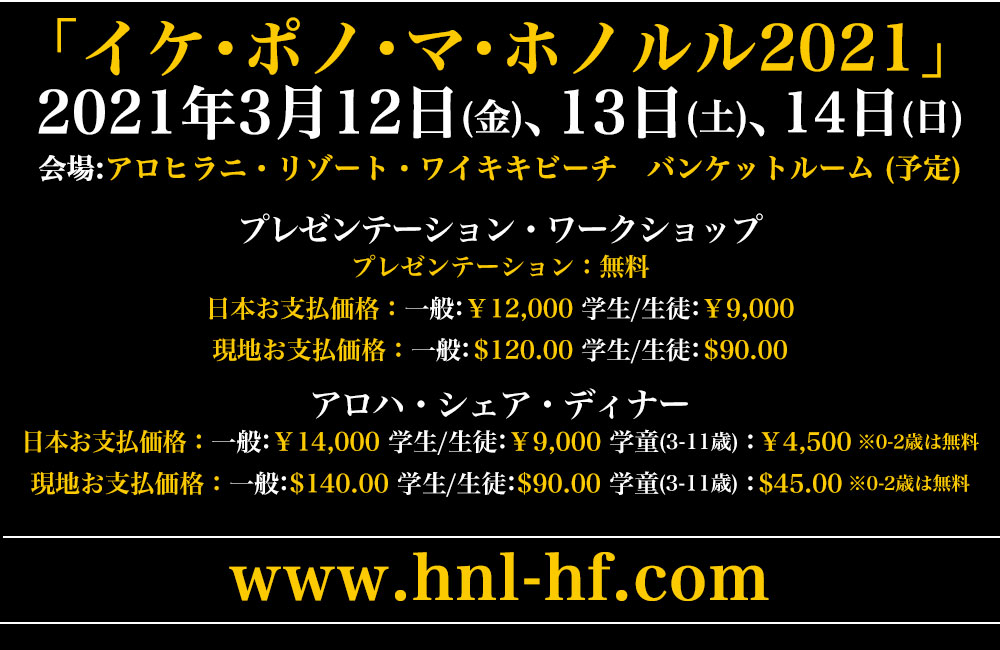 「イケ・ポノ・マ・ホノルル2021」
2021年3月12日(金)、13日(土)、14日(日)
会場:アロヒラニ・リゾート・ワイキキビーチ　バンケットルーム (予定)
プレゼンテーション・ワークショップ
プレゼンテーション：無料
日本お支払価格：一般:￥12,000 学生/生徒:￥9,000
現地お支払価格：一般:$120.00 学生/生徒:$90.00
アロハ・シェア・ディナー
日本お支払価格：一般:￥14,000 学生/生徒:￥9,000 学童(3-11歳)：￥4,500 ※0-2歳は無料
現地お支払価格：一般:$140.00 学生/生徒:$90.00 学童(3-11歳)：$45.00 ※0-2歳は無料
www.hnl-hf.com